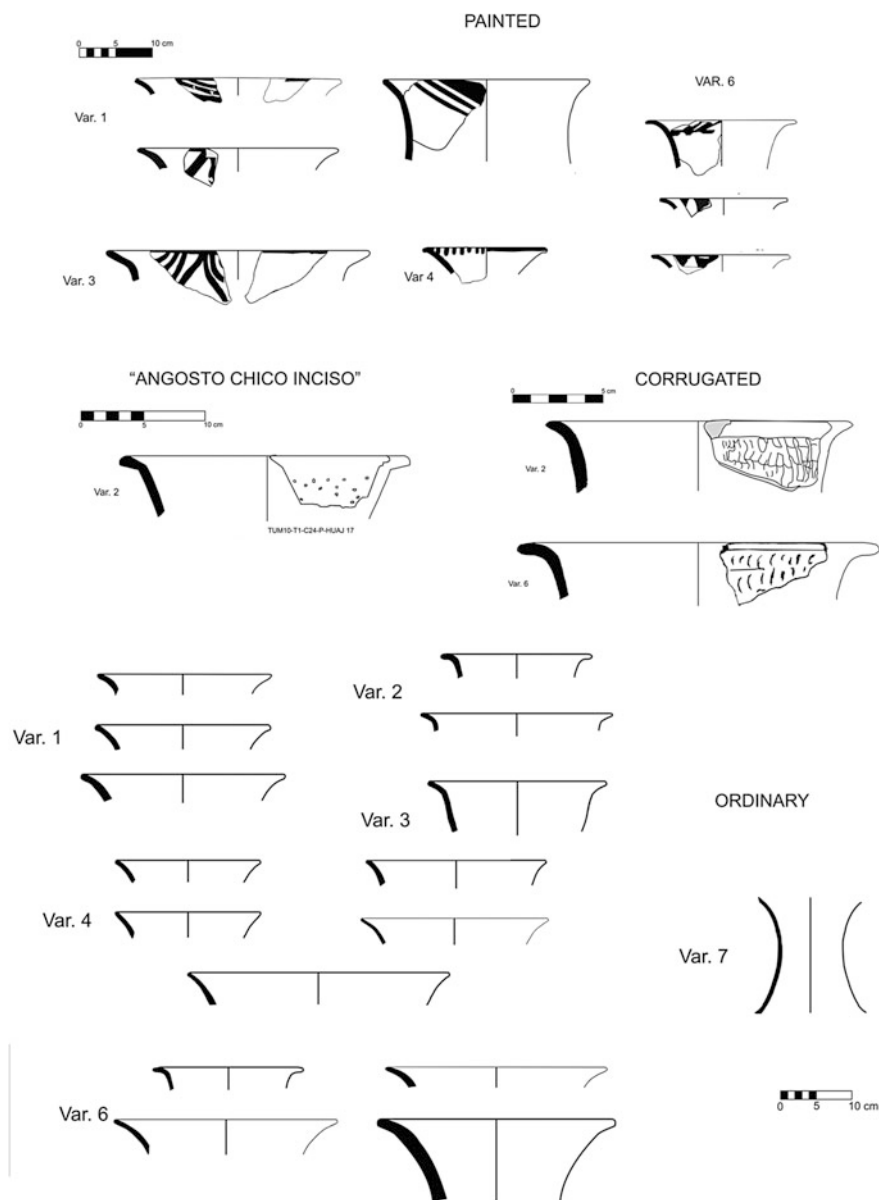 PAINTED
0 5 10 cm
Var. 1
VAR. 6
Var. 3
Var 4
"ANGOSTO CHICO INCISO"
0 5 10 cm
Var. 2
TUM10-T1-C24-P-HUAJ 17
CORRUGATED
0 5 cm
Var. 2
Var. 6
Var. 1
Var. 2
Var. 3
ORDINARY
Var. 4
Var. 7
Var. 6
0 5 10 cm